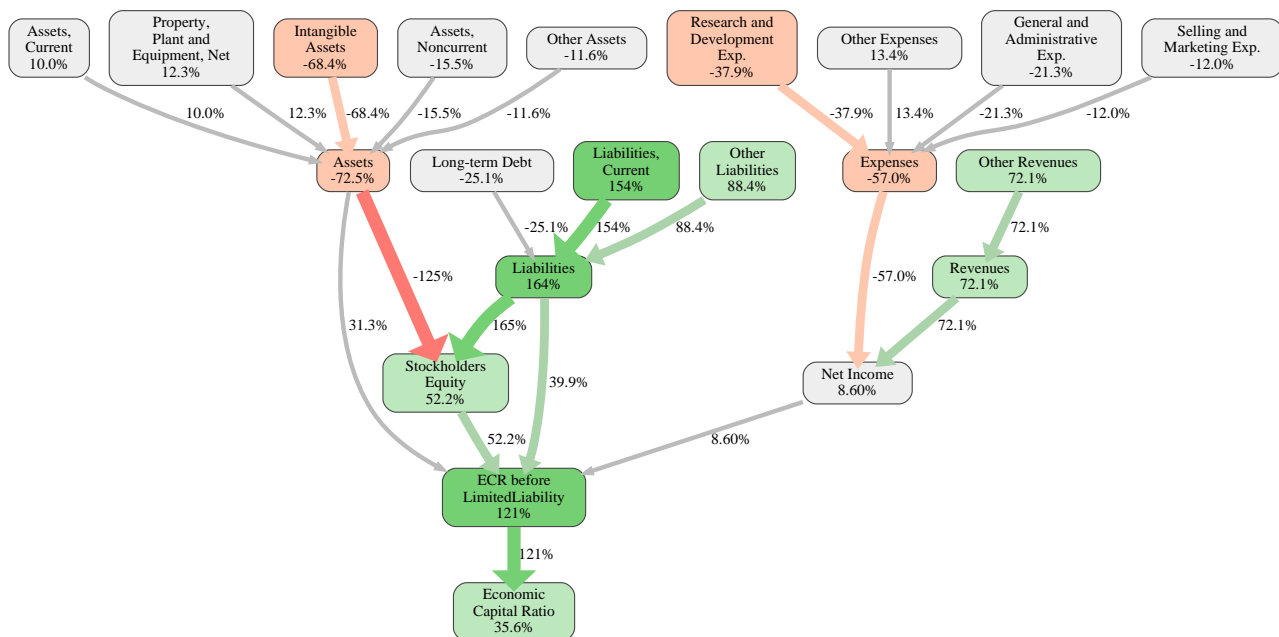 Assets,
Current
10.0%
Property,
Plant and
Equipment, Net
12.3%
Intangible
Assets
-68.4%
Assets,
Noncurrent
-15.5%
Other Assets
-11.6%
Research and
Development
Exp.
-37.9%
Other Expenses
13.4%
General and
Administrative
Exp.
-21.3%
Selling and
Marketing Exp.
-12.0%
10.0%
12.3%
-68.4%
-15.5%
-11.6%
-37.9%
13.4%
-21.3%
-12.0%
Assets
-72.5%
Long-term Debt
-25.1%
Liabilities,
Current
154%
Other
Liabilities
88.4%
Expenses
-57.0%
Other Revenues
72.1%
-25.1%
154%
88.4%
72.1%
Liabilities
164%
Revenues
72.1%
-125%
-57.0%
31.3%
165%
72.1%
Stockholders
Equity
52.2%
39.9%
Net Income
8.60%
52.2%
8.60%
ECR before
LimitedLiability
121%
121%
Economic
Capital Ratio
35.6%